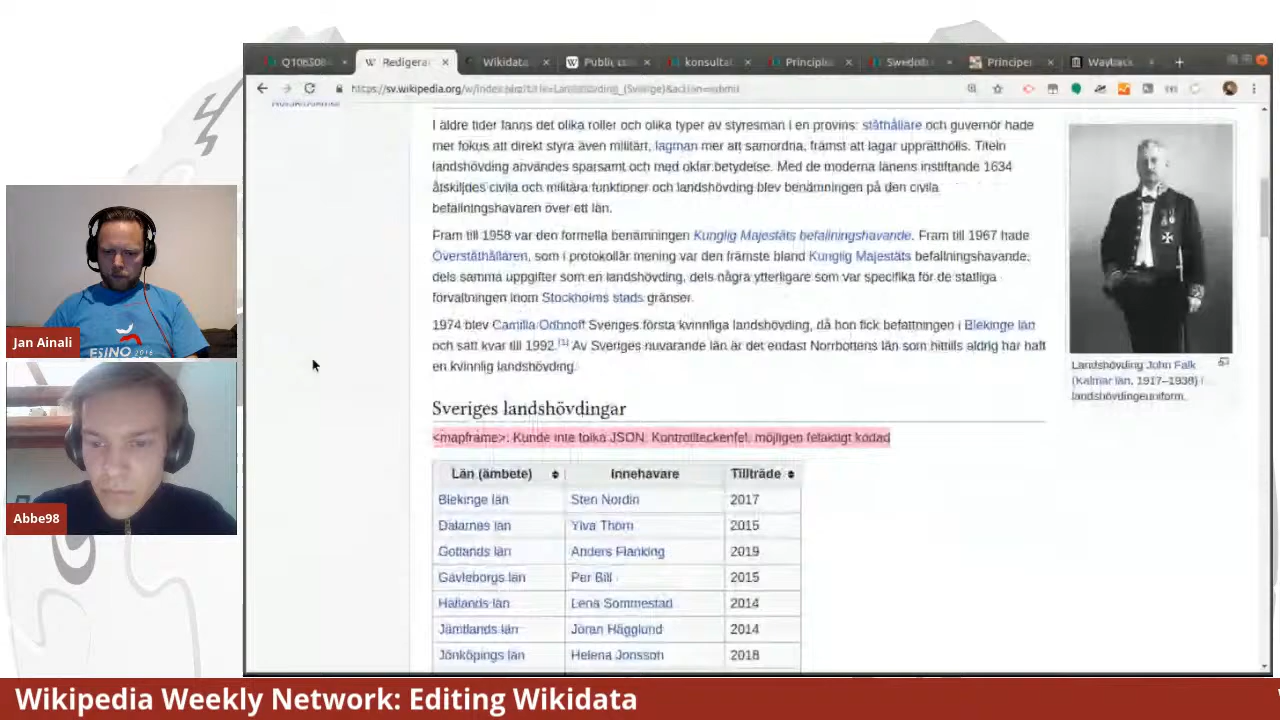 Q106308
Redigerar
Wikidata
konsultat
Swedish
Wayback
I äldre tider fanns det olika roller och olika typer av styresman i en provins: ståthållare och guvernör hade
mer fokus att direkt styra även militärt, lagman mer att samordna, främst att lagar upprätthölls. Titeln
landshövding användes sparsamt och med oklar betydelse. Med de moderna länens instiftande 1634
åtskiljdes civila och militära funktioner och landshövding blev benämningen på den civila
befallningshavaren över ett län.
Fram till 1958 var den formella benämningen Kunglig Majestäts befallningshavande. Fram till 1967 hade
Överståthållaren, som i protokollär mening var den främste bland Kunglig Majestäts befallningshavande,
dels samma uppgifter som en landshövding, dels några ytterligare som var specifika för de statliga
förvaltningen inom Stockholms stads gränser.
1974 blev Camilla Odhnoff Sveriges första kvinnliga landshövding, då hon fick befattningen i Blekinge län
och satt kvar till 1992.[1] Av Sveriges nuvarande län är det endast Norrbottens län som hittills aldrig har haft
en kvinnlig landshövding.
Landshövding John Falk
(Kalmar län, 1917–1938) i
landshövdingeuniform.
Sveriges landshövdingar
<mapframe>: Kunde inte tolka JSON: Kontrollteckenfel, möjligen felaktigt kodad
Län (ämbete) Innehavare Tillträde
Blekinge län Sten Nordin 2017
Dalarnas län Ylva Thörn 2015
Gotlands län Anders Flanking 2019
Gävleborgs län Per Bill 2015
Hallands län Lena Sommestad 2014
Jämtlands län Jöran Hägglund 2014
Jönköpings län Helena Jonsson 2018
Jan Ainali
ESINO 2016
Abbe98
Wikipedia Weekly Network: Editing Wikidata